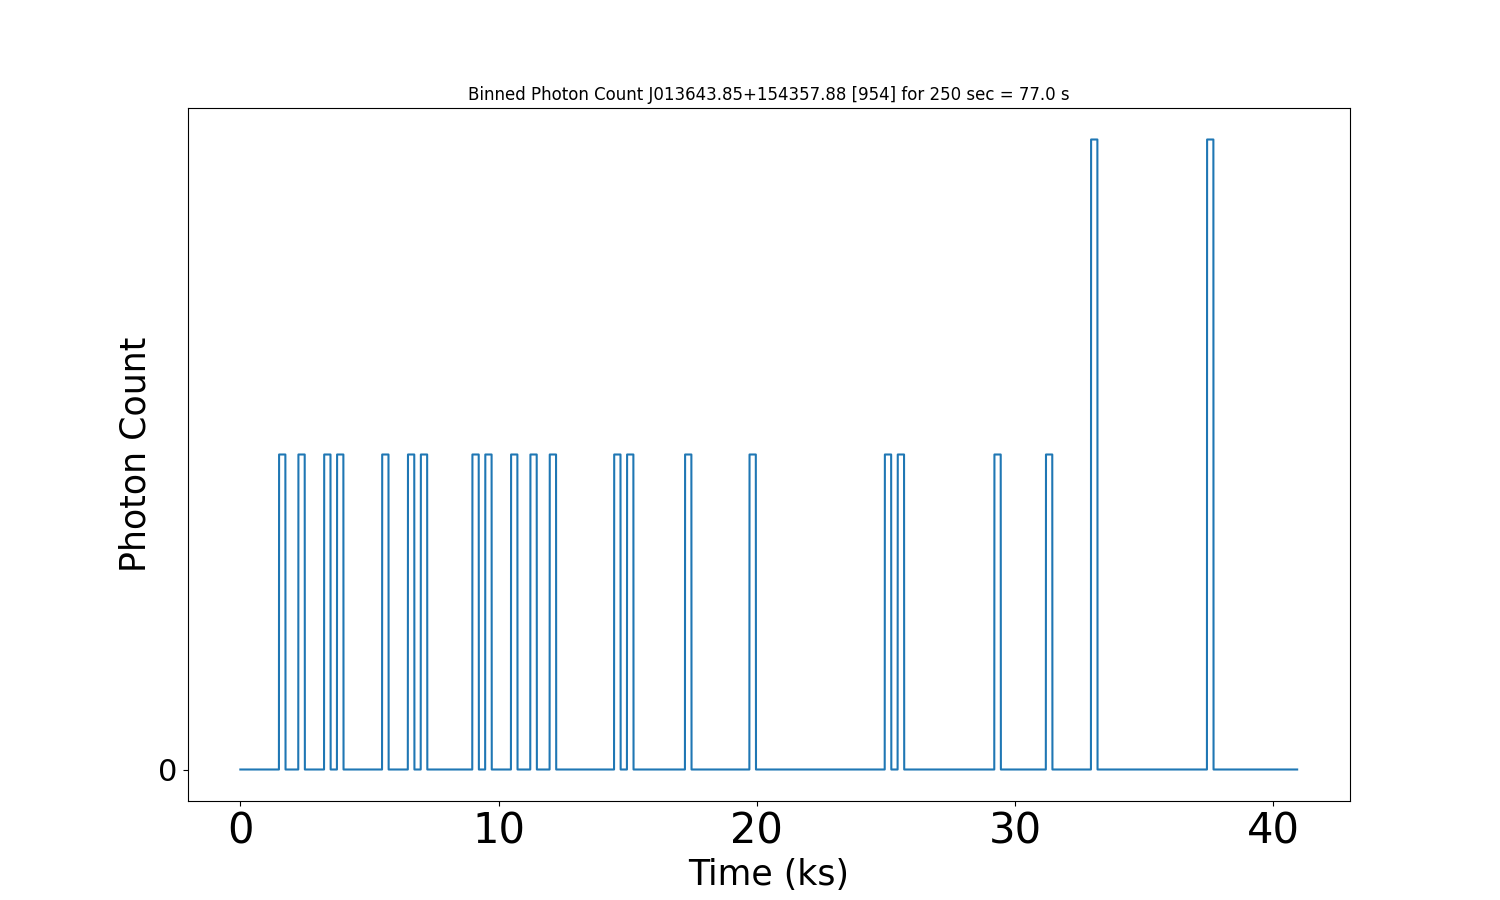 Binned Photon Count J013643.85+154357.88 [954] for 250 sec = 77.0 s
Photon Count
0
0 10 20 30 40
Time (ks)